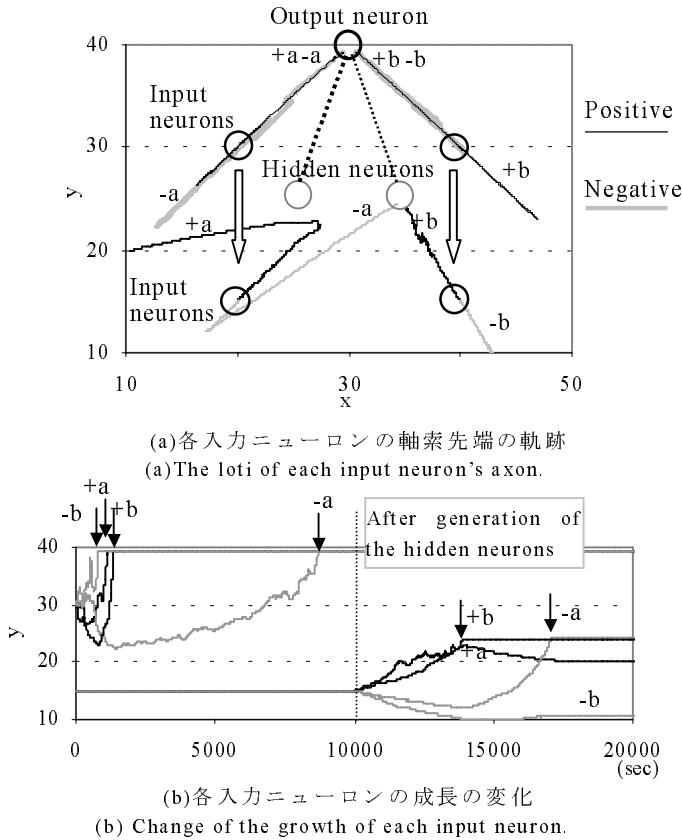 Output neuron
40
+a-a
+b-b
Input
neurons
Positive
30
Hidden neurons
-a
+b
Negative
y
+a
-a
+b
20
Input
neurons
-b
10
10
30
50
x
(a)各入力ニューロンの軸索先端の軌跡
(a)The loti of each input neuron's axon.
+a
-b
+b
-a
After generation of
the hidden neurons
40
30
y
+b
-a
+a
20
-b
10
0
5000
10000
15000
20000
(sec)
(b)各入力ニューロンの成長の変化
(b) Change of the growth of each input neuron.